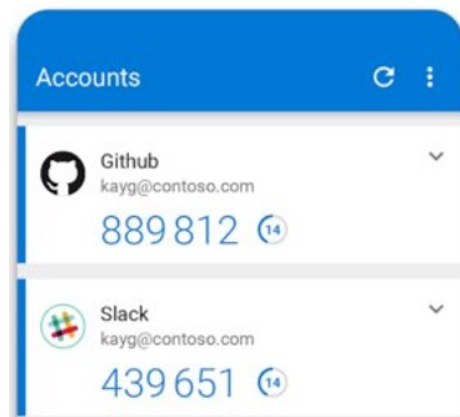 Accounts
Github
kayg@contoso.com
889 812 14
Slack
kayg@contoso.com
439 651 14